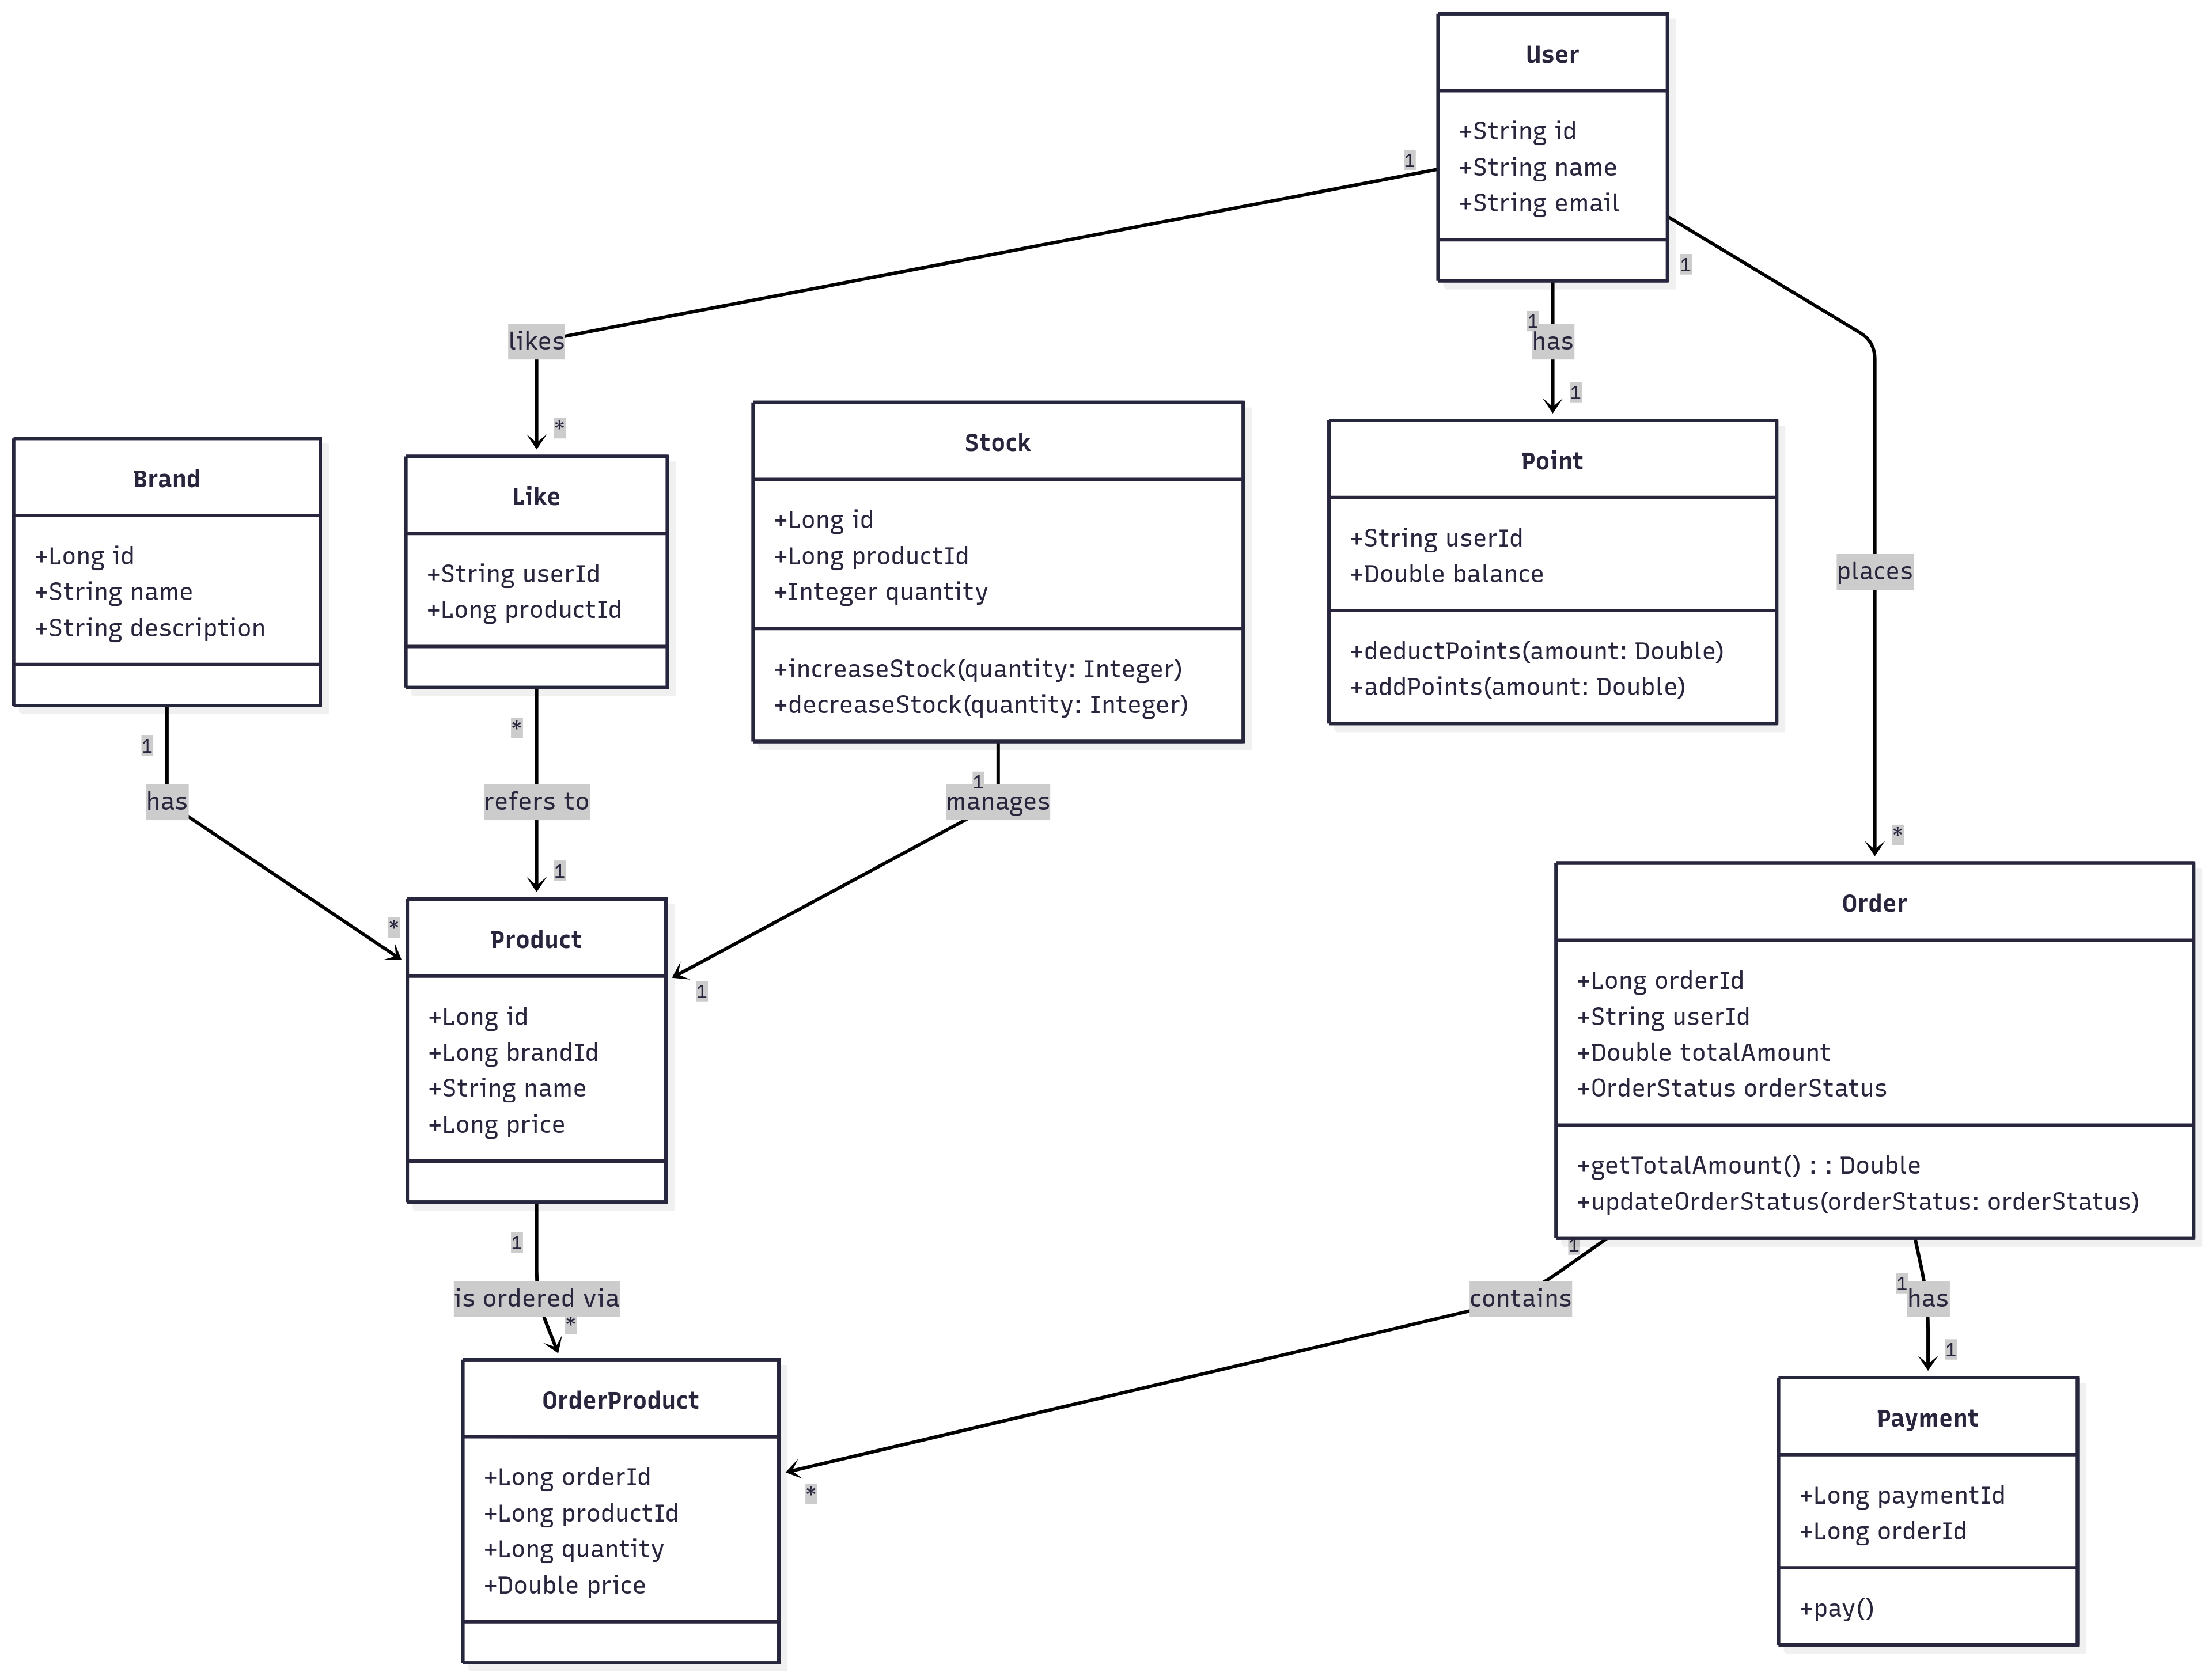 User
+String id
+String name
+String email
1
1
likes
*
1
has
1
places
*
Brand
+Long id
+String name
+String description
Like
+String userId
+Long productId
Stock
+Long id
+Long productId
+Integer quantity
+increaseStock(quantity: Integer)
+decreaseStock(quantity: Integer)
Point
+String userId
+Double balance
+deductPoints(amount: Double)
+addPoints(amount: Double)
1
has
*
*
refers to
1
1
manages
1
Product
+Long id
+Long brandId
+String name
+Long price
Order
+Long orderId
+String userId
+Double totalAmount
+OrderStatus orderStatus
+getTotalAmount() : : Double
+updateOrderStatus(orderStatus: orderStatus)
1
is ordered via
*
1
contains
*
1
has
1
OrderProduct
+Long orderId
+Long productId
+Long quantity
+Double price
Payment
+Long paymentId
+Long orderId
+pay()